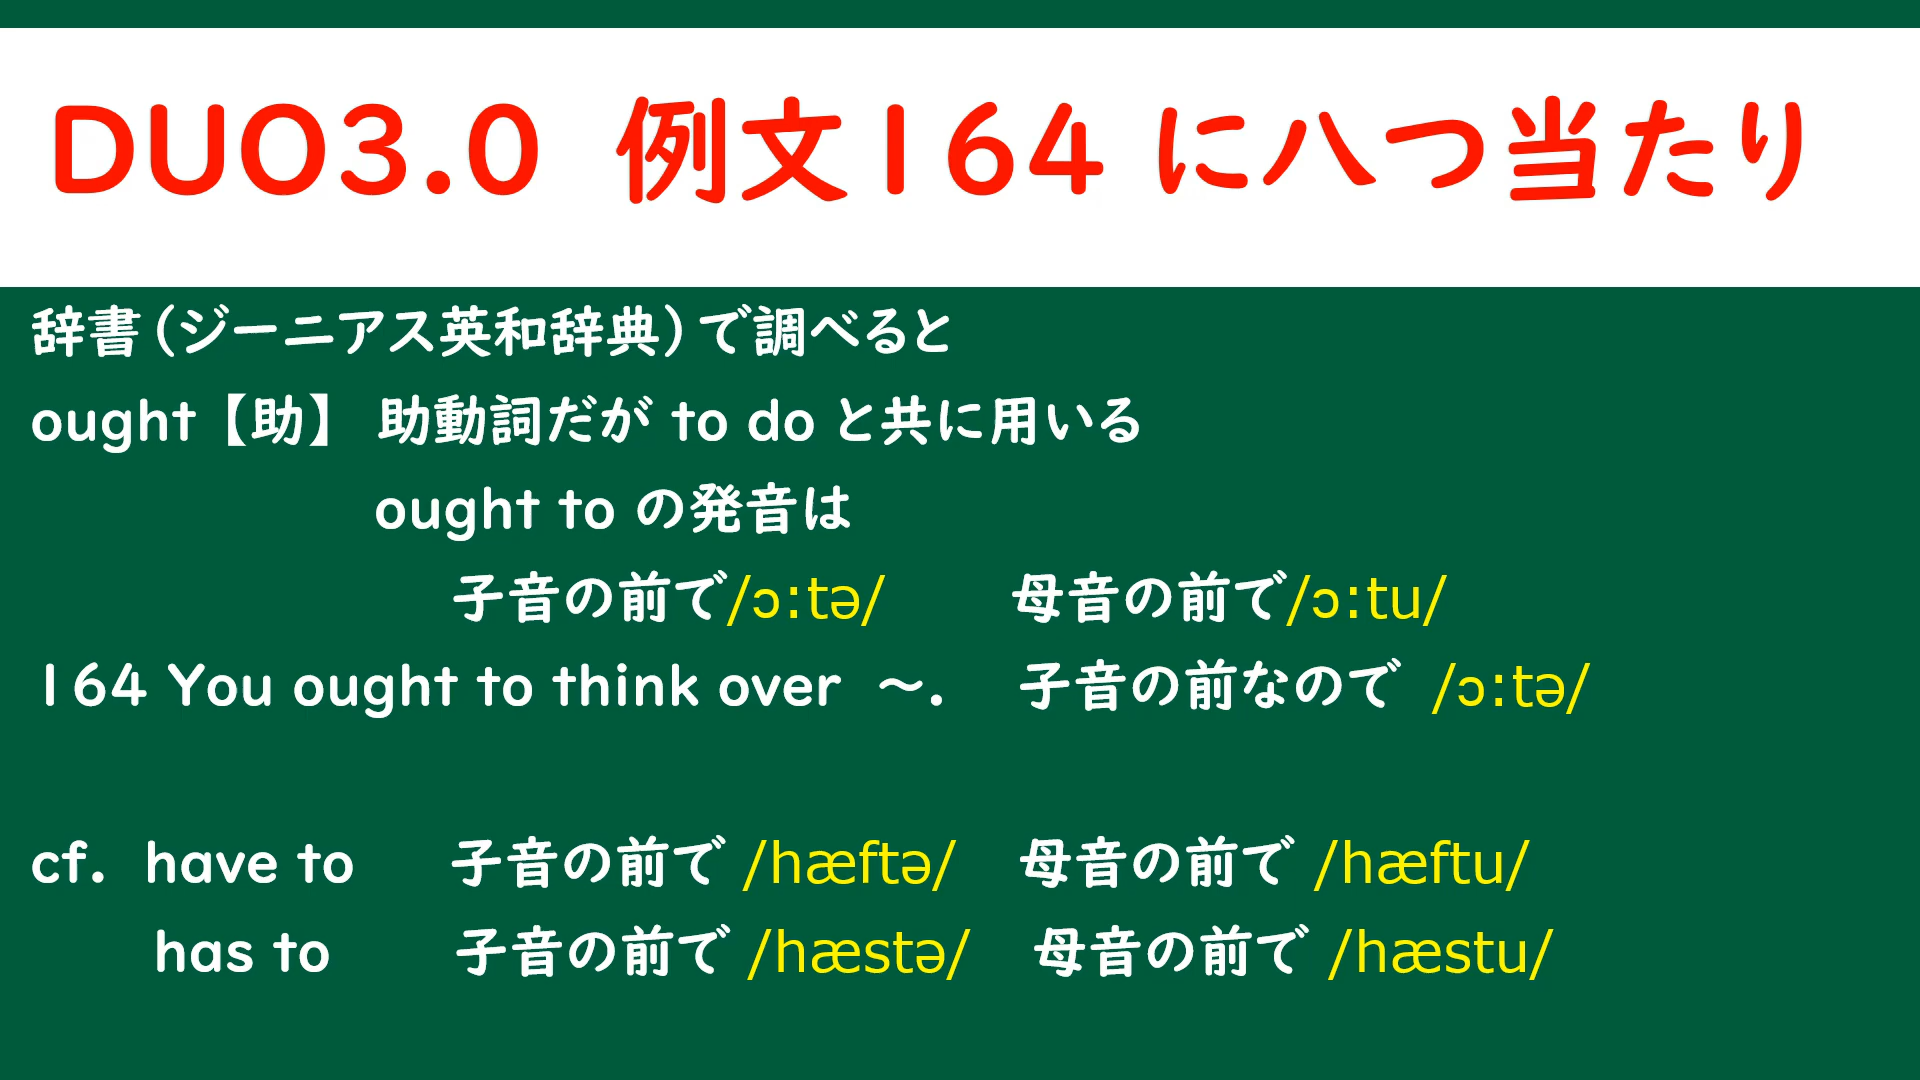 DUO3.0 例文164 に八つ当たり
辞書(ジーニアス英和辞典)で調べると
ought【助】 助動詞だが to do と共に用いる
ought to の発音は
子音の前で/ɔ:tə/ 母音の前で/ɔ:tu/
164 You ought to think over ～. 子音の前なので /ɔ:tə/
cf. have to 子音の前で /hæftə/ 母音の前で /hæftu/
has to 子音の前で /hæstə/ 母音の前で /hæstu/